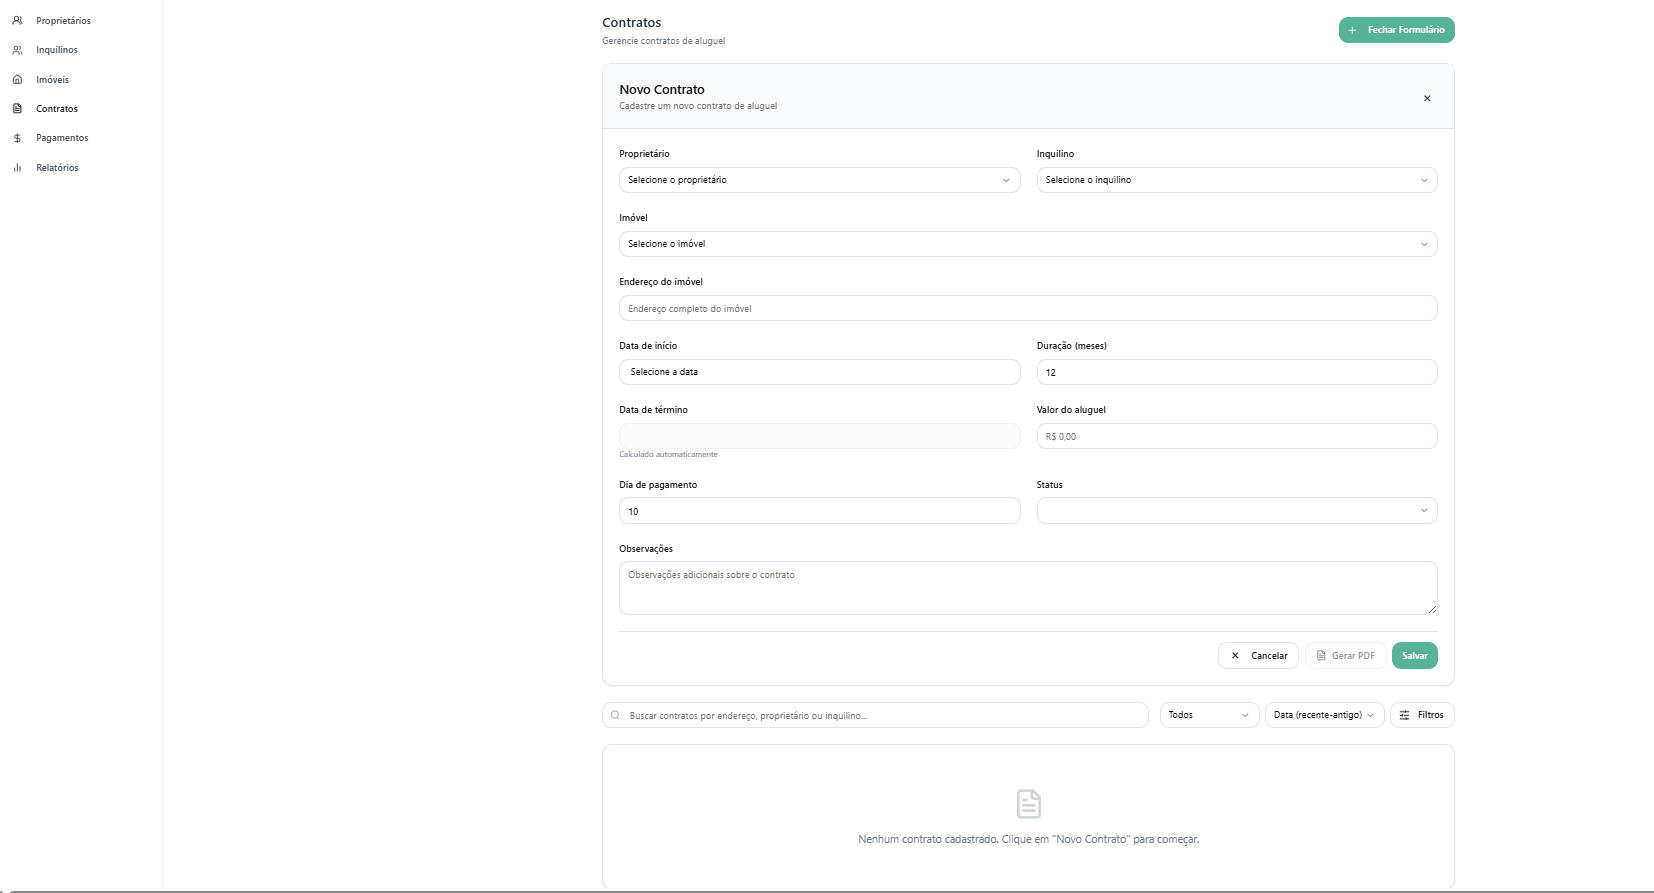 Proprietários
Inquilinos
Imóveis
Contratos
Pagamentos
Relatórios
Contratos
Gerencie contratos de aluguel
Fechar Formulário
Novo Contrato
Cadastre um novo contrato de aluguel
Proprietário
Inquilino
Selecione o proprietário
Selecione o inquilino
Imóvel
Selecione o imóvel
Endereço do imóvel
Endereço completo do imóvel
Data de início
Duração (meses)
Selecione a data
12
Data de término
Valor do aluguel
R$ 0,00
Calculado automaticamente
Dia de pagamento
Status
10
Observações
Observações adicionais sobre o contrato
Cancelar
Gerar PDF
Salvar
Buscar contratos por endereço, proprietário ou inquilino...
Todos
Data (recente-antigo)
Filtros
Nenhum contrato cadastrado. Clique em "Novo Contrato" para começar.